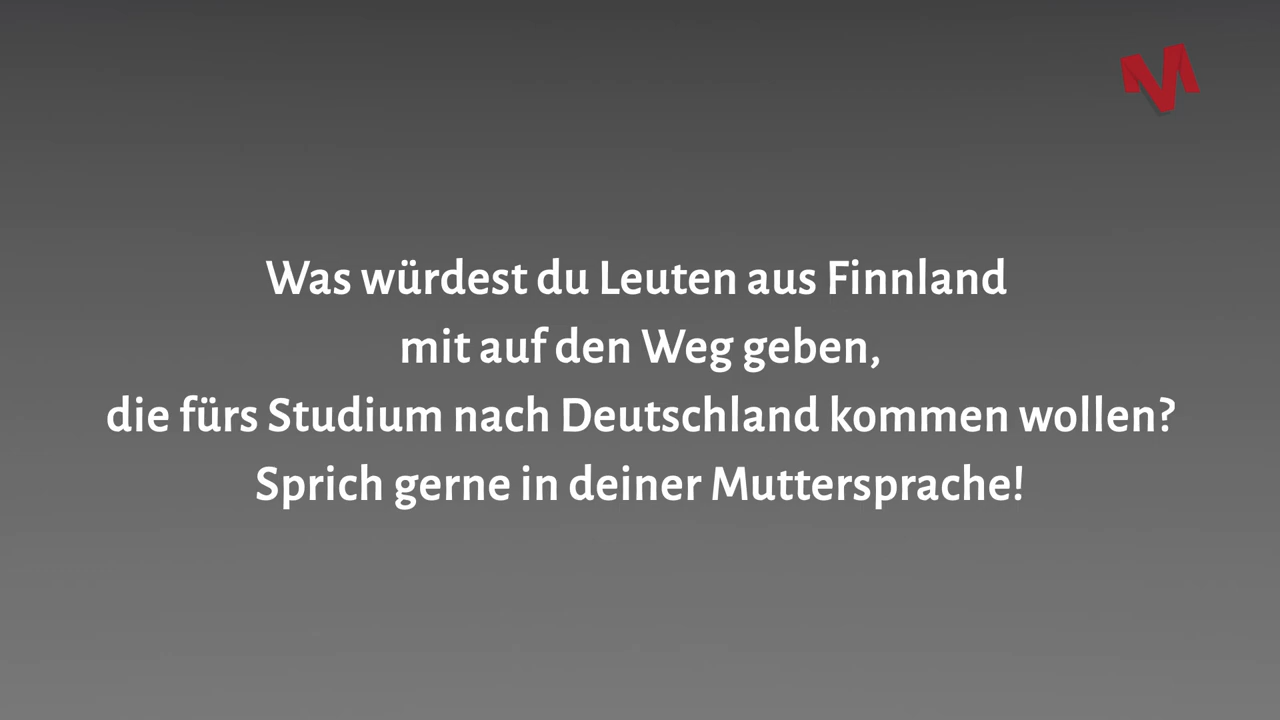 Was würdest du Leuten aus Finnland
mit auf den Weg geben,
die fürs Studium nach Deutschland kommen wollen?
Sprich gerne in deiner Muttersprache!